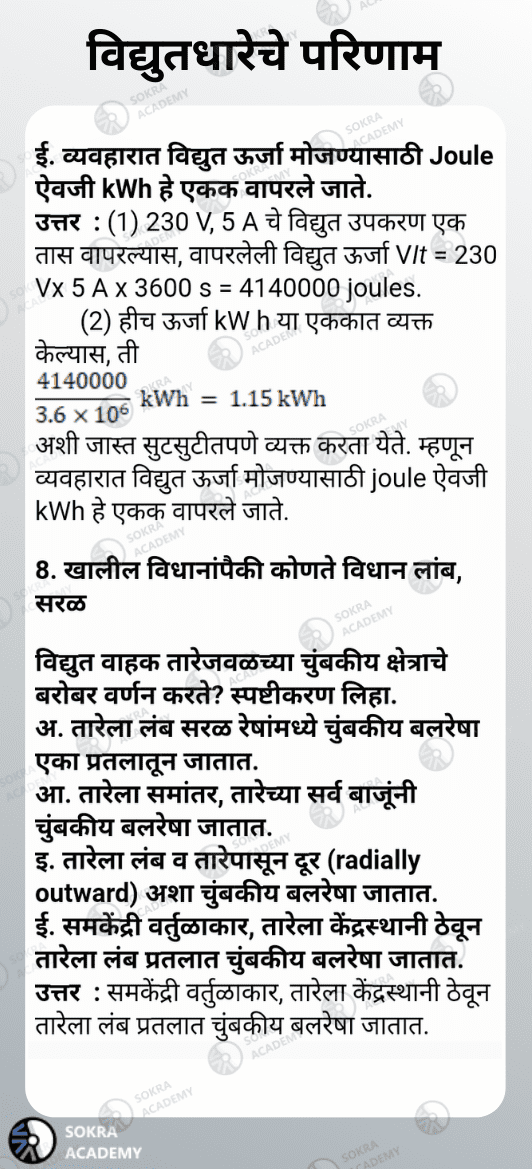 विद्युतधारेचे परिणाम
ई. व्यवहारात विद्युत ऊर्जा मोजण्यासाठी Joule
ऐवजी kWh हे एकक वापरले जाते.
उत्तर : (1) 230 V, 5 A चे विद्युत उपकरण एक
तास वापरल्यास, वापरलेली विद्युत ऊर्जा VIt = 230
Vx 5 A x 3600 s = 4140000 joules.
(2) हीच ऊर्जा kW h या एककात व्यक्त
केल्यास, ती
4140000
3.6 × 10⁶ kWh = 1.15 kWh
अशी जास्त सुटसुटीतपणे व्यक्त करता येते. म्हणून
व्यवहारात विद्युत ऊर्जा मोजण्यासाठी joule ऐवजी
kWh हे एकक वापरले जाते.
8. खालील विधानांपैकी कोणते विधान लांब,
सरळ
विद्युत वाहक तारेजवळच्या चुंबकीय क्षेत्राचे
बरोबर वर्णन करते? स्पष्टीकरण लिहा.
अ. तारेला लंब सरळ रेषांमध्ये चुंबकीय बलरेषा
एका प्रतलातून जातात.
आ. तारेला समांतर, तारेच्या सर्व बाजूंनी
चुंबकीय बलरेषा जातात.
इ. तारेला लंब व तारेपासून दूर (radially
outward) अशा चुंबकीय बलरेषा जातात.
ई. समकेंद्री वर्तुळाकार, तारेला केंद्रस्थानी ठेवून
तारेला लंब प्रतलात चुंबकीय बलरेषा जातात.
उत्तर : समकेंद्री वर्तुळाकार, तारेला केंद्रस्थानी ठेवून
तारेला लंब प्रतलात चुंबकीय बलरेषा जातात.
SOKRA
ACADEMY